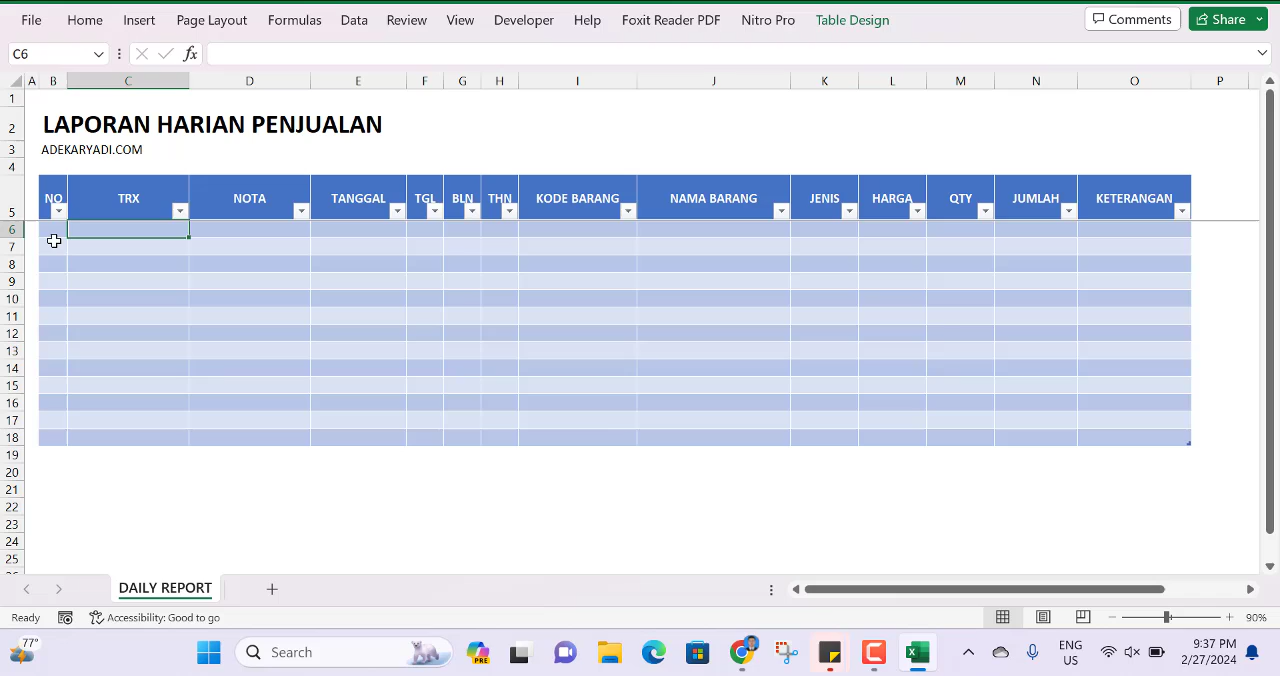 File Home Insert Page Layout Formulas Data Review View Developer Help Foxit Reader PDF Nitro Pro Table Design Comments Share
C6 fx
A B C D E F G H I J K L M N O P
1
2 LAPORAN HARIAN PENJUALAN
3 ADEKARYADI.COM
4
5 NO TRX NOTA TANGGAL TGL BLN THN KODE BARANG NAMA BARANG JENIS HARGA QTY JUMLAH KETERANGAN
6
7
8
9
10
11
12
13
14
15
16
17
18
19
20
21
22
23
24
25
DAILY REPORT
Ready Accessibility: Good to go 90%
77° Search PRE ENG 9:37 PM
US 2/27/2024